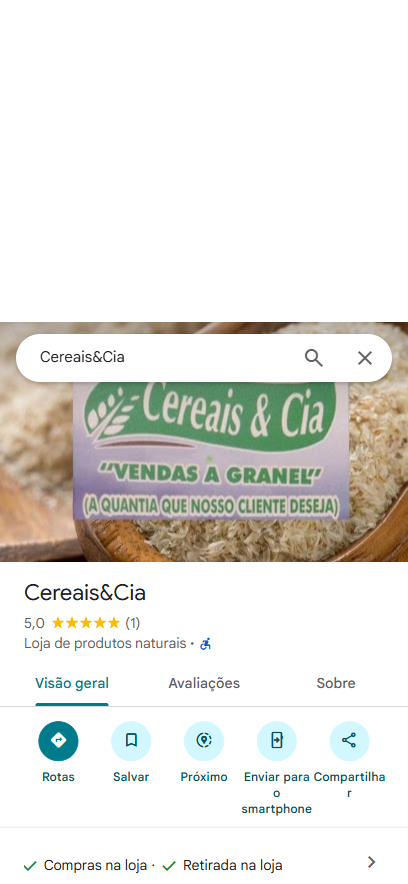 Cereais&Cia
Cereais & Cia
“VENDAS À GRANEL”
(A QUANTIA QUE NOSSO CLIENTE DESEJA)
Cereais&Cia
5,0 (1)
Loja de produtos naturais ·
Visão geral Avaliações Sobre
Rotas Salvar Próximo Enviar para Compartilha
o r
smartphone
Compras na loja · Retirada na loja